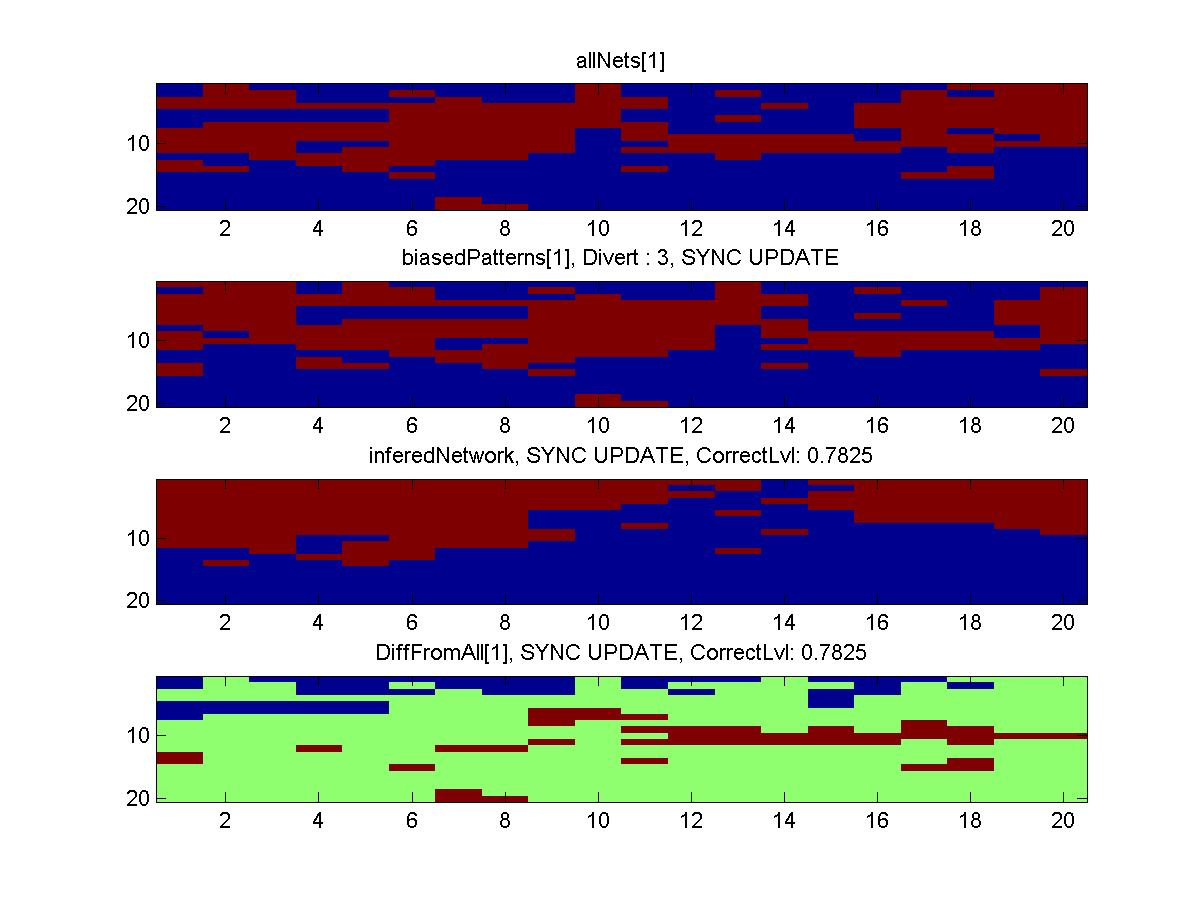 allNets[1]
10
20
2 4 6 8 10 12 14 16 18 20
biasedPatterns[1], Divert : 3, SYNC UPDATE
10
20
2 4 6 8 10 12 14 16 18 20
inferedNetwork, SYNC UPDATE, CorrectLvl: 0.7825
10
20
2 4 6 8 10 12 14 16 18 20
DiffFromAll[1], SYNC UPDATE, CorrectLvl: 0.7825
10
20
2 4 6 8 10 12 14 16 18 20